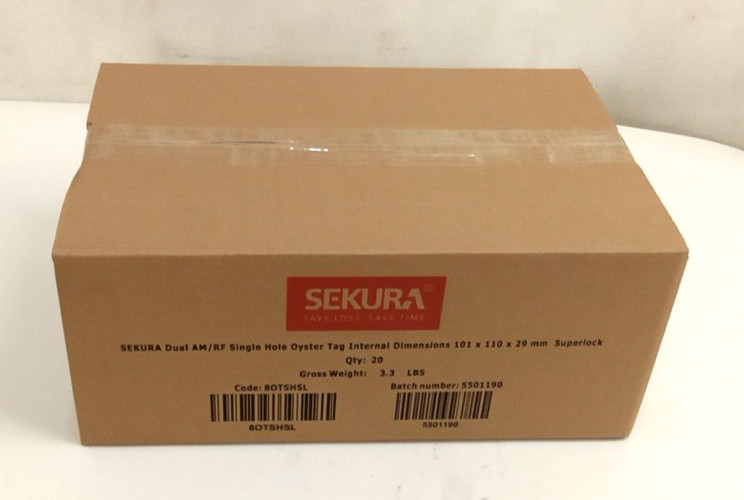 SEKURA®
SAVE LOSS. SAVE TIME
SEKURA Dual AM/RF Single Hole Oyster Tag Internal Dimensions 101 x 110 x 29 mm Superlock
Qty: 20
Gross Weight: 3.3 LBS
Code: 8OTSHSL Batch number: 5501190
8OTSHSL 5501190